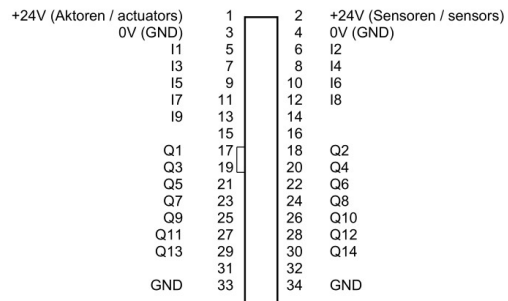 +24V (Aktoren / actuators) 1 2 +24V (Sensoren / sensors)
0V (GND) 3 4 0V (GND)
I1 5 6 I2
I3 7 8 I4
I5 9 10 I6
I7 11 12 I8
I9 13 14
15 16
Q1 17 18 Q2
Q3 19 20 Q4
Q5 21 22 Q6
Q7 23 24 Q8
Q9 25 26 Q10
Q11 27 28 Q12
Q13 29 30 Q14
31 32
GND 33 34 GND